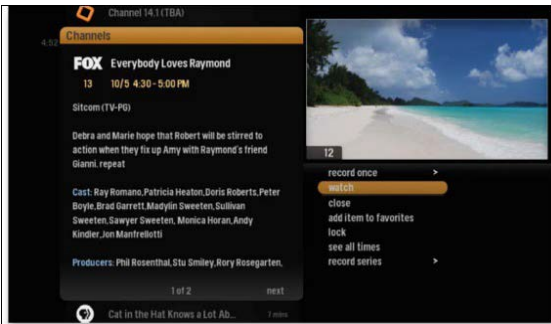 Channel 14.1 (TBA)
4:52
Channels
FOX Everybody Loves Raymond
13 10/5 4:30 - 5:00 PM
Sitcom (TV-PG)
Debra and Marie hope that Robert will be stirred to
action when they fix up Amy with Raymond's friend
Gianni. repeat
Cast: Ray Romano,Patricia Heaton,Doris Roberts,Peter
Boyle,Brad Garrett,Madylin Sweeten,Sullivan
Sweeten,Sawyer Sweeten, Monica Horan,Andy
Kindler,Jon Manfrellotti
Producers: Phil Rosenthal,Stu Smiley,Rory Rosegarten,
1 of 2 next
Cat in the Hat Knows a Lot Ab... 7 mins
12
record once >
watch
close
add item to favorites
lock
see all times
record series >